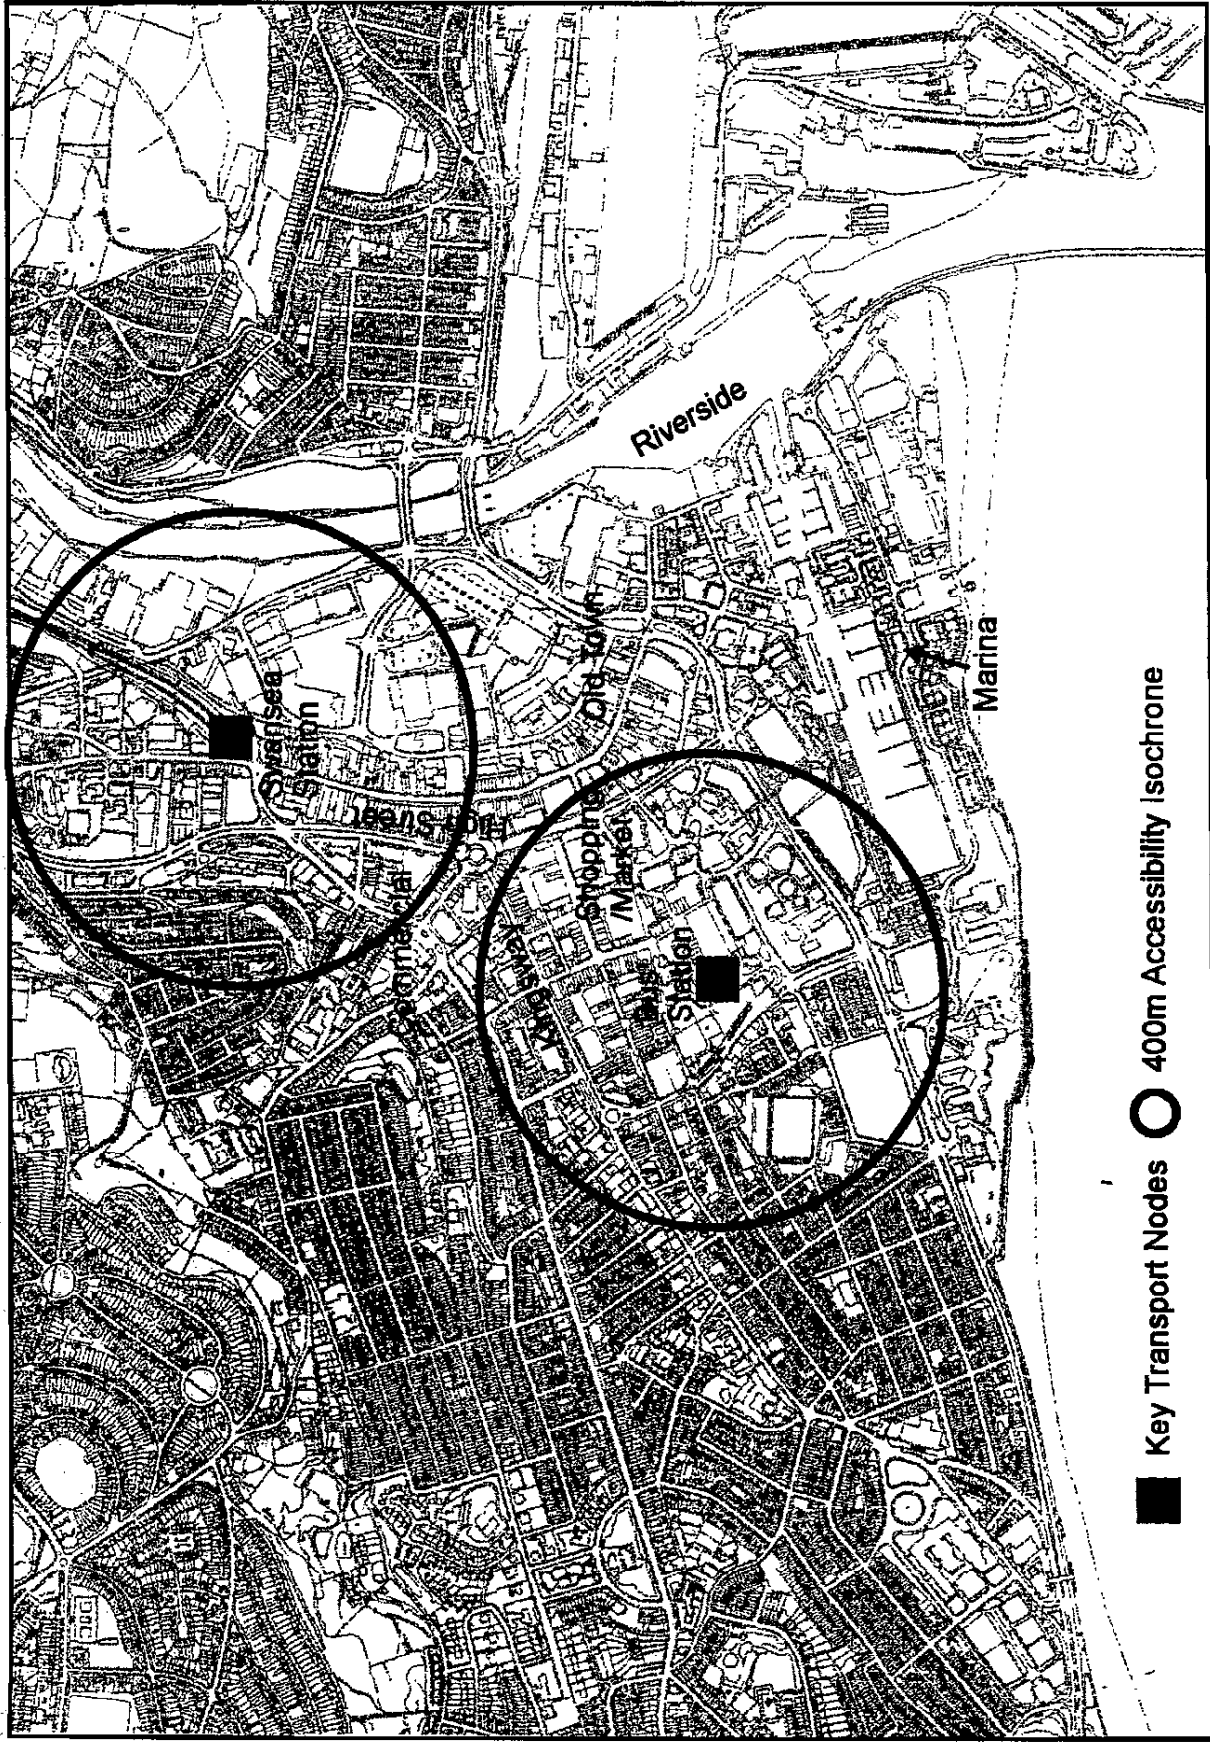 Swansea
Station
High Street
Commercial
Kingsway
Shopping
/Market
Old Town
Bus
Station
Riverside
Marina
Key Transport Nodes
400m Accessibility Isochrone